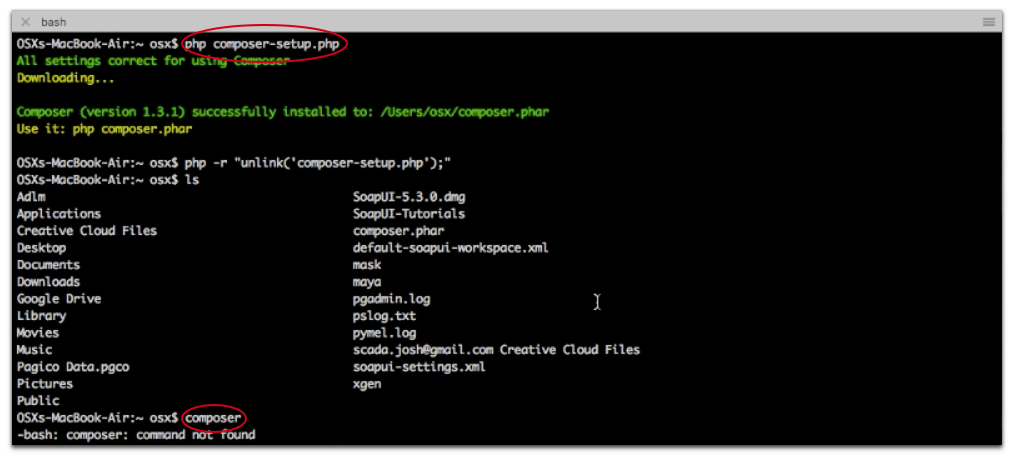 bash
OSXs-MacBook-Air:~ osx$ php composer-setup.php
All settings correct for using Composer
Downloading...
Composer (version 1.3.1) successfully installed to: /Users/osx/composer.phar
Use it: php composer.phar
OSXs-MacBook-Air:~ osx$ php -r "unlink('composer-setup.php');"
OSXs-MacBook-Air:~ osx$ ls
Adlm SoapUI-5.3.0.dmg
Applications SoapUI-Tutorials
Creative Cloud Files composer.phar
Desktop default-soapui-workspace.xml
Documents mask
Downloads maya
Google Drive pgadmin.log
Library pslog.txt
Movies pymel.log
Music scada.josh@gmail.com Creative Cloud Files
Pagico Data.pgco soapui-settings.xml
Pictures xgen
Public
OSXs-MacBook-Air:~ osx$ composer
-bash: composer: command not found